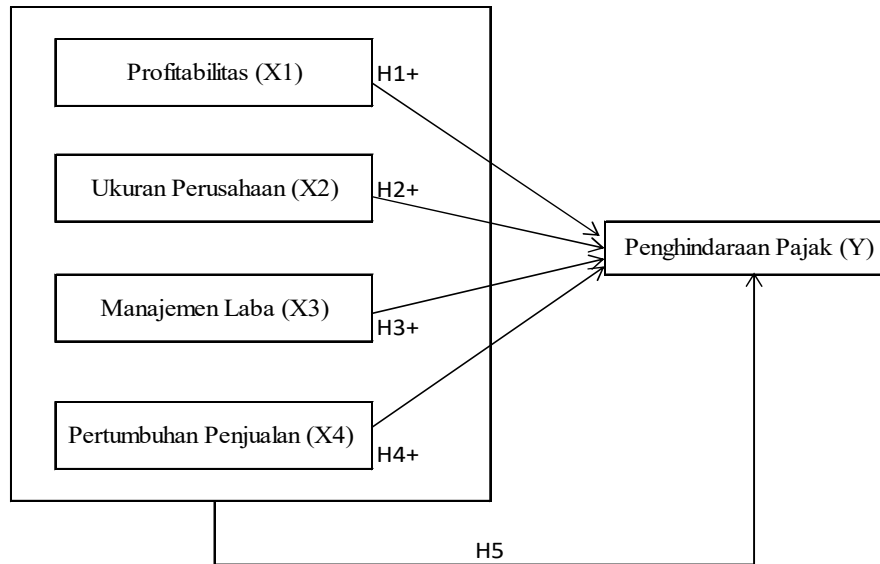 Profitabilitas (X1)
H1+
Ukuran Perusahaan (X2)
H2+
Penghindaraan Pajak (Y)
Manajemen Laba (X3)
H3+
Pertumbuhan Penjualan (X4)
H4+
H5